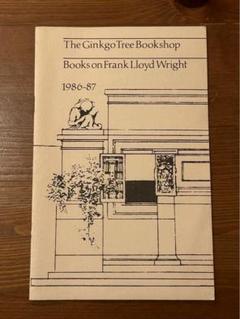 The Ginkgo Tree Bookshop
Books on Frank Lloyd Wright
1986-87